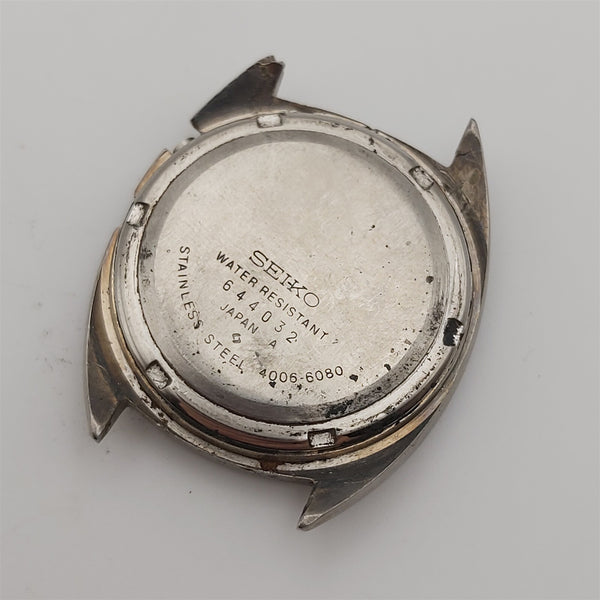 SEIKO
WATER RESISTANT
644032
JAPAN A
STAINLESS STEEL 4006-6080